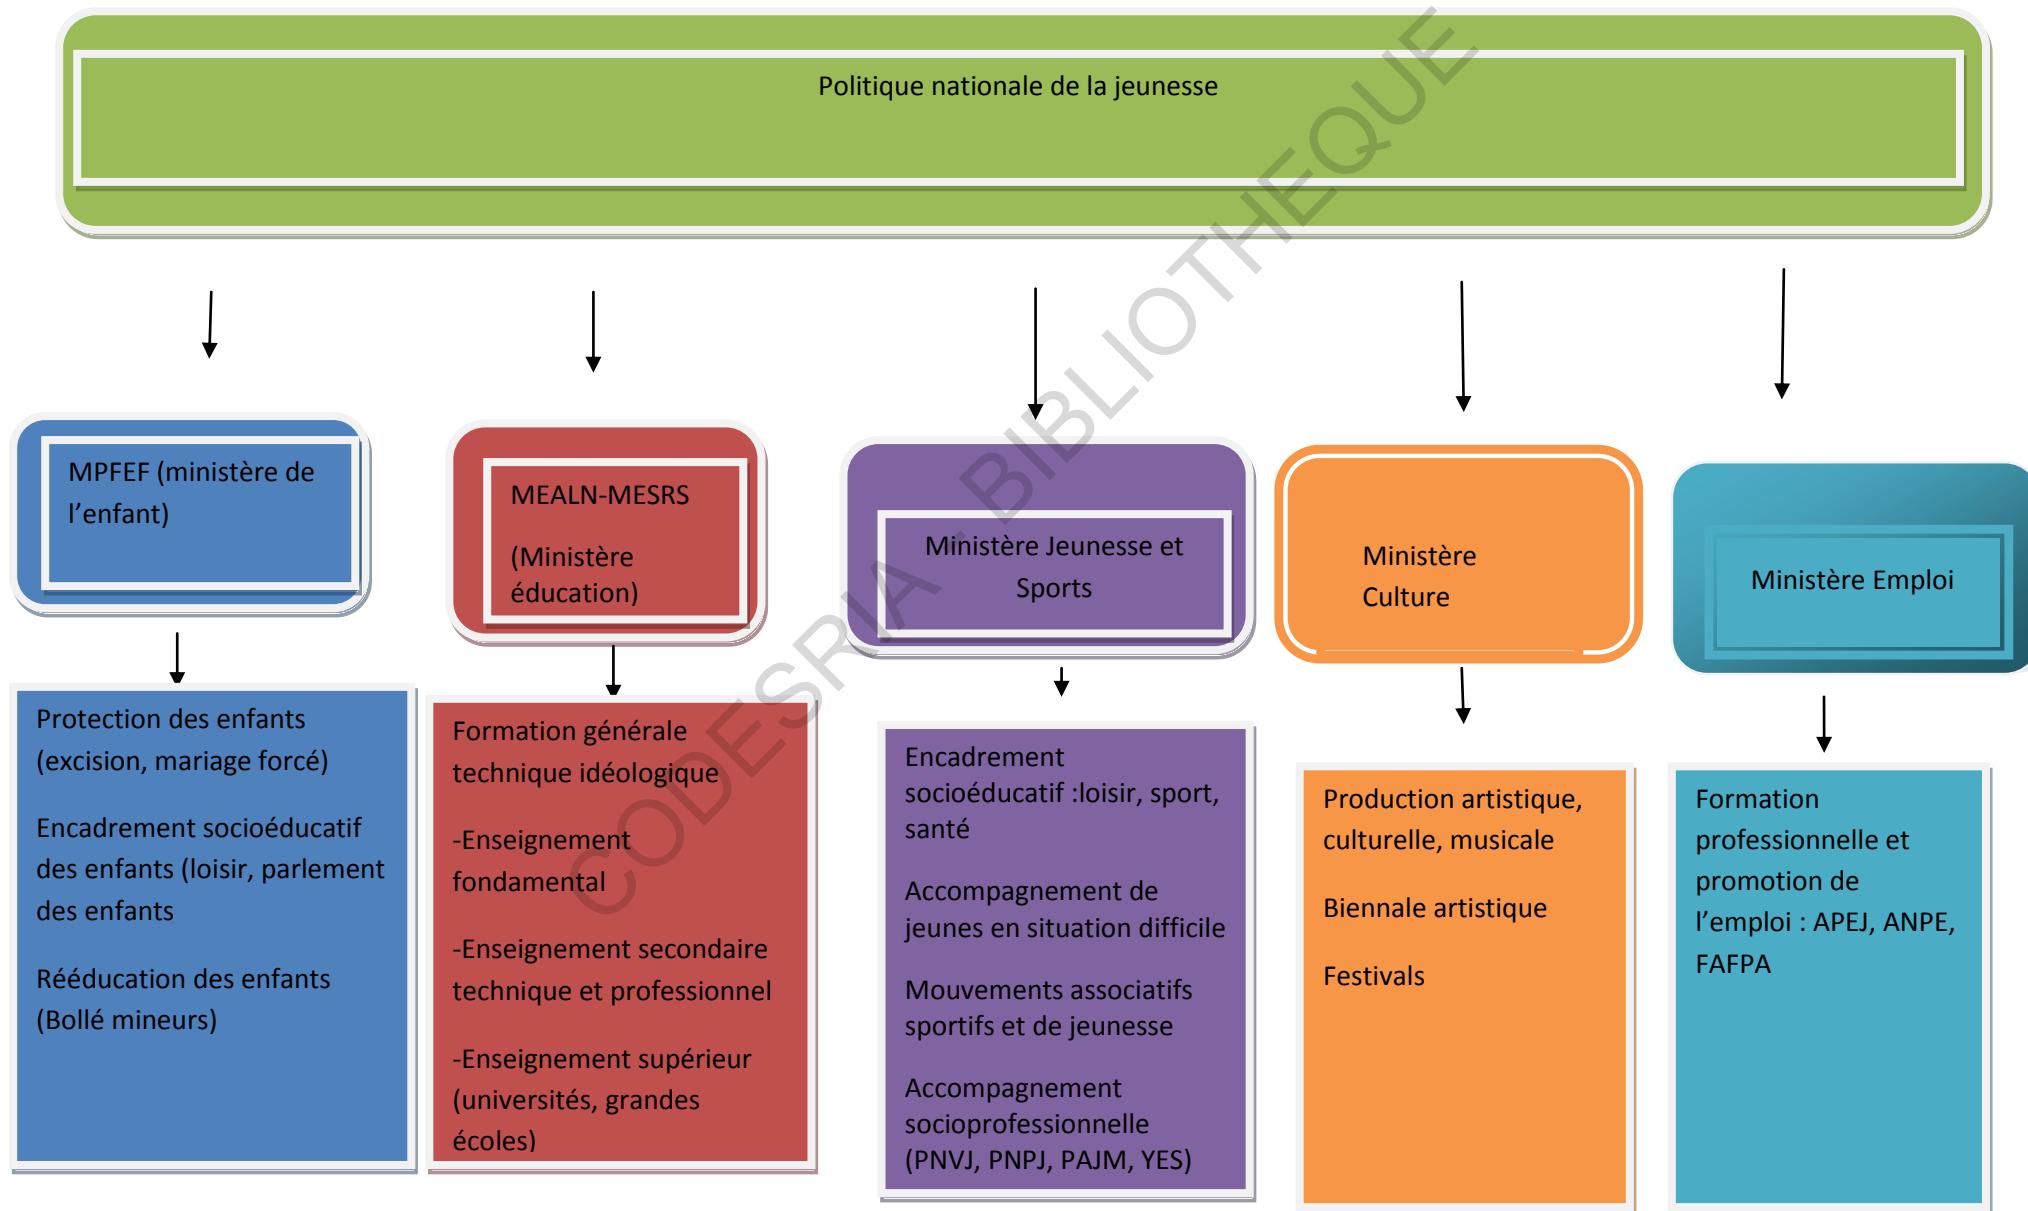 Politique nationale de la jeunesse
MPFEF (ministère de
l’enfant)
MEALN-MESRS
(Ministère
éducation)
Ministère Jeunesse et
Sports
Ministère
Culture
Ministère Emploi
Protection des enfants
(excision, mariage forcé)
Encadrement socioéducatif
des enfants (loisir, parlement
des enfants
Rééducation des enfants
(Bollé mineurs)
Formation générale
technique idéologique
-Enseignement
fondamental
-Enseignement secondaire
technique et professionnel
-Enseignement supérieur
(universités, grandes
écoles)
Encadrement
socioéducatif :loisir, sport,
santé
Accompagnement de
jeunes en situation difficile
Mouvements associatifs
sportifs et de jeunesse
Accompagnement
socioprofessionnelle
(PNVJ, PNPJ, PAJM, YES)
Production artistique,
culturelle, musicale
Biennale artistique
Festivals
Formation
professionnelle et
promotion de
l’emploi : APEJ, ANPE,
FAFPA
CODESRIA - BIBLIOTHEQUE